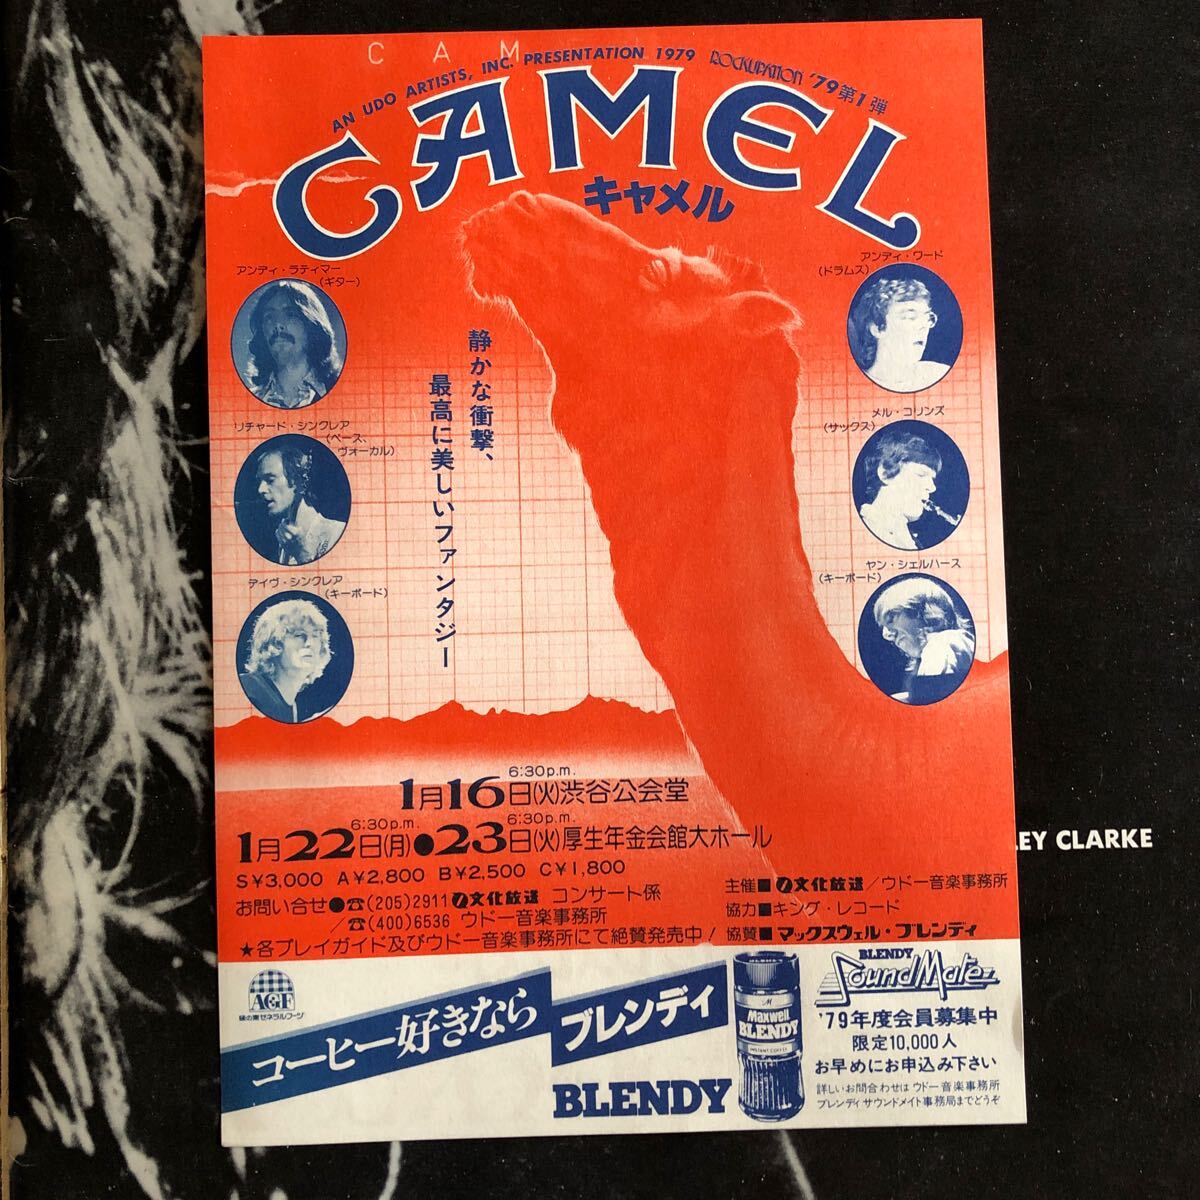 CAM
AN UDO ARTISTS, INC. PRESENTATION 1979 ROCKUPATION '79 第1弾
CAMEL
キャメル
アンディ・ラティマー
(ギター)
リチャード・シンクレア
(ベース、
ヴォーカル)
デイヴ・シンクレア
(キーボード)
アンディ・ワード
(ドラムス)
メル・コリンズ
(サックス)
ヤン・シェルハース
(キーボード)
静かな衝撃、
最高に美しいファンタジー
6:30p.m.
1月16日(火)渋谷公会堂
6:30p.m. 6:30p.m.
1月22日(月)●23日(火)厚生年金会館大ホール
S¥3,000 A¥2,800 B¥2,500 C¥1,800
お問い合せ●☎(205)2911 文化放送 コンサート係
/☎(400)6536 ウドー音楽事務所
★各プレイガイド及びウドー音楽事務所にて絶賛発売中!
主催■文化放送/ウドー音楽事務所
協力■キング・レコード
協賛■マックスウェル・ブレンディ
AGF
味の素ゼネラルフーヅ
コーヒー好きなら
ブレンディ
BLENDY
M
Maxwell
BLENDY
INSTANT COFFEE
BLENDY
SoundMate
'79年度会員募集中
限定10,000人
お早めにお申込み下さい
詳しいお問合わせは ウドー音楽事務所
ブレンディ サウンドメイト事務局までどうぞ
LEY CLARKE